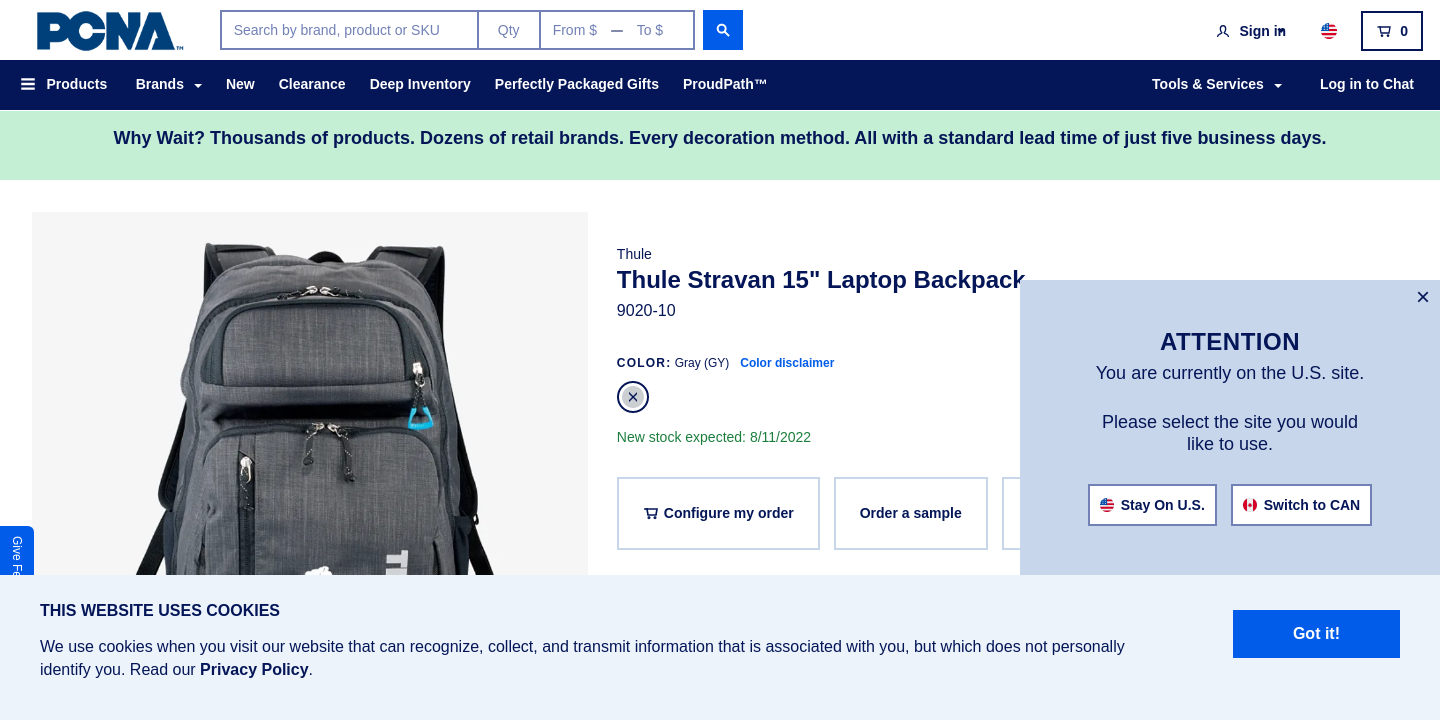 PCNA™
Search by brand, product or SKU
Qty
From $ — To $
Sign in
0
Products
Brands
New
Clearance
Deep Inventory
Perfectly Packaged Gifts
ProudPath™
Tools & Services
Log in to Chat
Why Wait? Thousands of products. Dozens of retail brands. Every decoration method. All with a standard lead time of just five business days.
Thule
Thule Stravan 15" Laptop Backpack
9020-10
COLOR: Gray (GY) Color disclaimer
New stock expected: 8/11/2022
Configure my order
Order a sample
×
ATTENTION
You are currently on the U.S. site.
Please select the site you would
like to use.
Stay On U.S.
Switch to CAN
Give Fe
THIS WEBSITE USES COOKIES
We use cookies when you visit our website that can recognize, collect, and transmit information that is associated with you, but which does not personally
identify you. Read our Privacy Policy.
Got it!